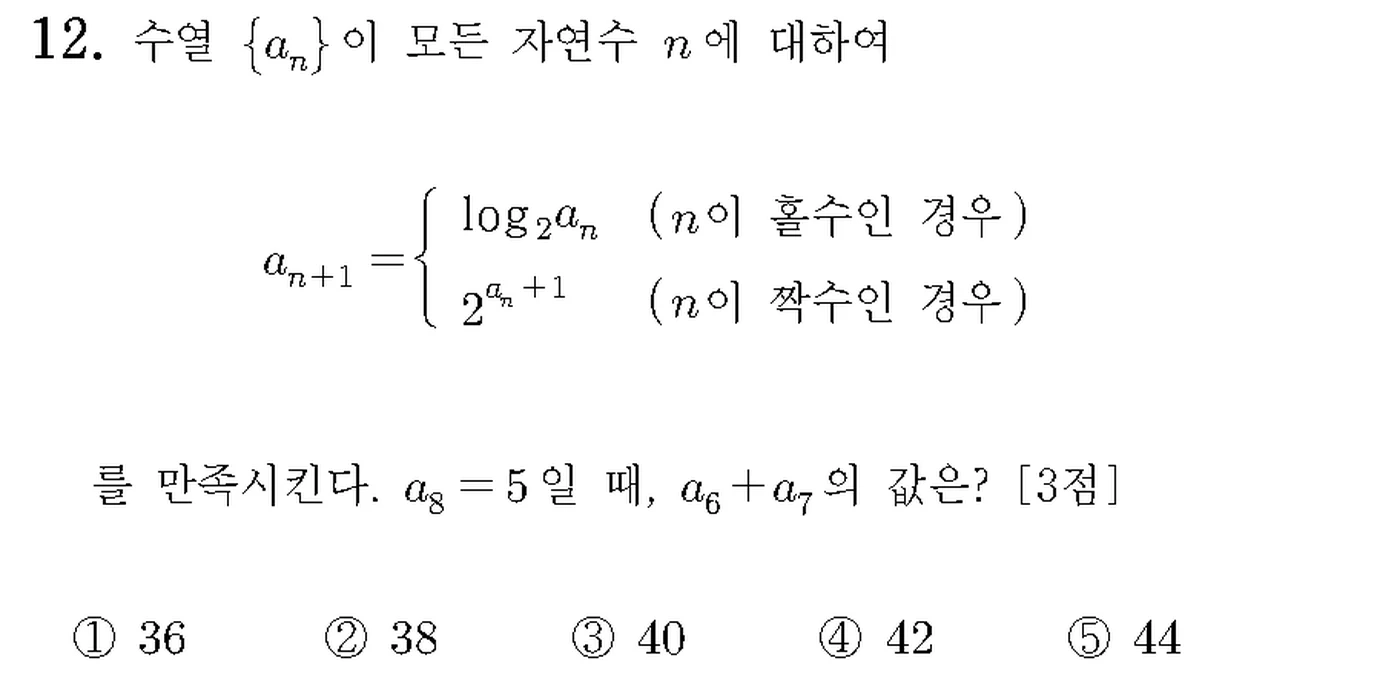 12. 수열 {aₙ}이 모든 자연수 n에 대하여
aₙ₊₁ = { log₂aₙ (n이 홀수인 경우)
2^(aₙ+1) (n이 짝수인 경우)
를 만족시킨다. a₈ = 5일 때, a₆+a₇의 값은? [3점]
① 36 ② 38 ③ 40 ④ 42 ⑤ 44